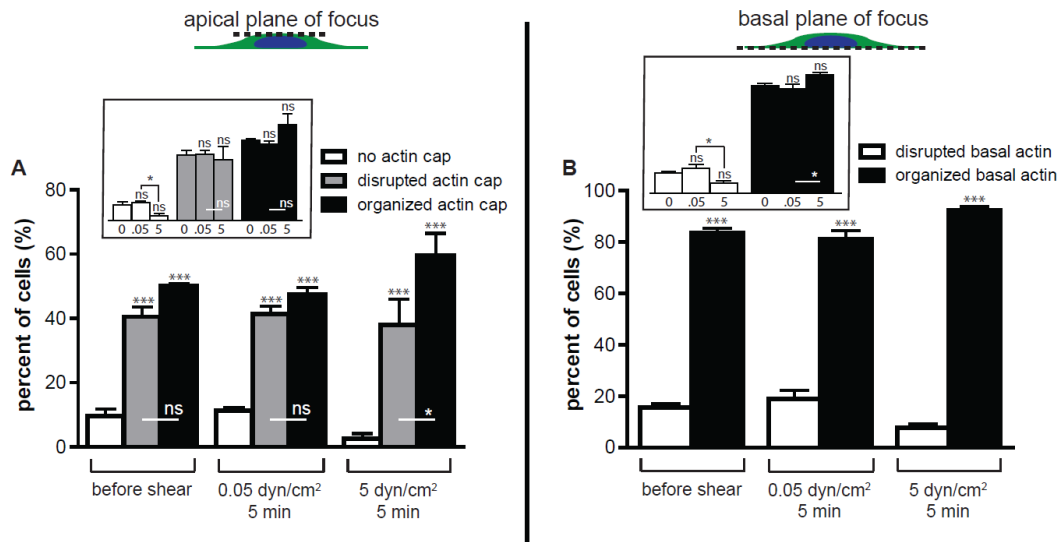 apical plane of focus
A
ns
ns
*
ns
0 .05 5
ns
ns
ns
0 .05 5
ns
ns
ns
0 .05 5
no actin cap
disrupted actin cap
organized actin cap
percent of cells (%)
80
60
40
20
0
***
***
ns
***
***
ns
***
***
*
before shear
0.05 dyn/cm²
5 min
5 dyn/cm²
5 min
basal plane of focus
B
ns
*
ns
0 .05 5
ns
ns
*
0 .05 5
disrupted basal actin
organized basal actin
percent of cells (%)
100
80
60
40
20
0
***
***
***
before shear
0.05 dyn/cm²
5 min
5 dyn/cm²
5 min